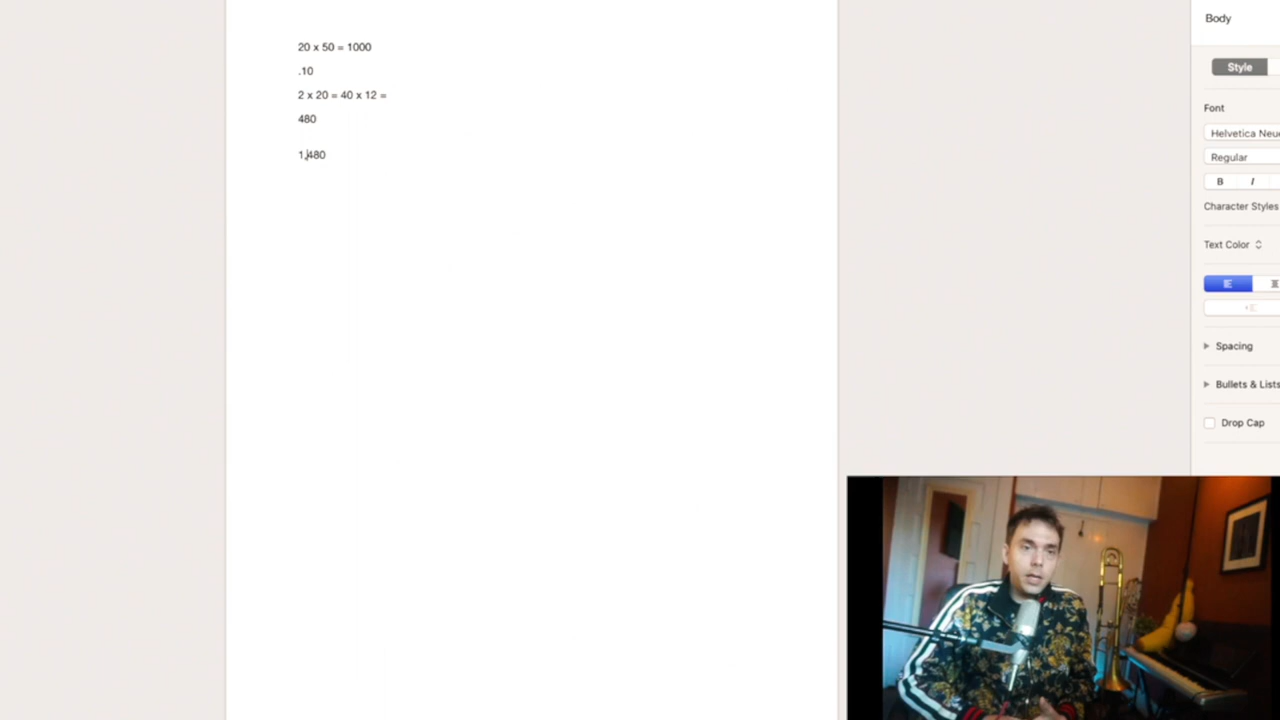 20 x 50 = 1000
.10
2 x 20 = 40 x 12 =
480
1,480
Body
Style
Font
Helvetica Neu
Regular
B I
Character Styles
Text Color
Spacing
Bullets & Lists
Drop Cap